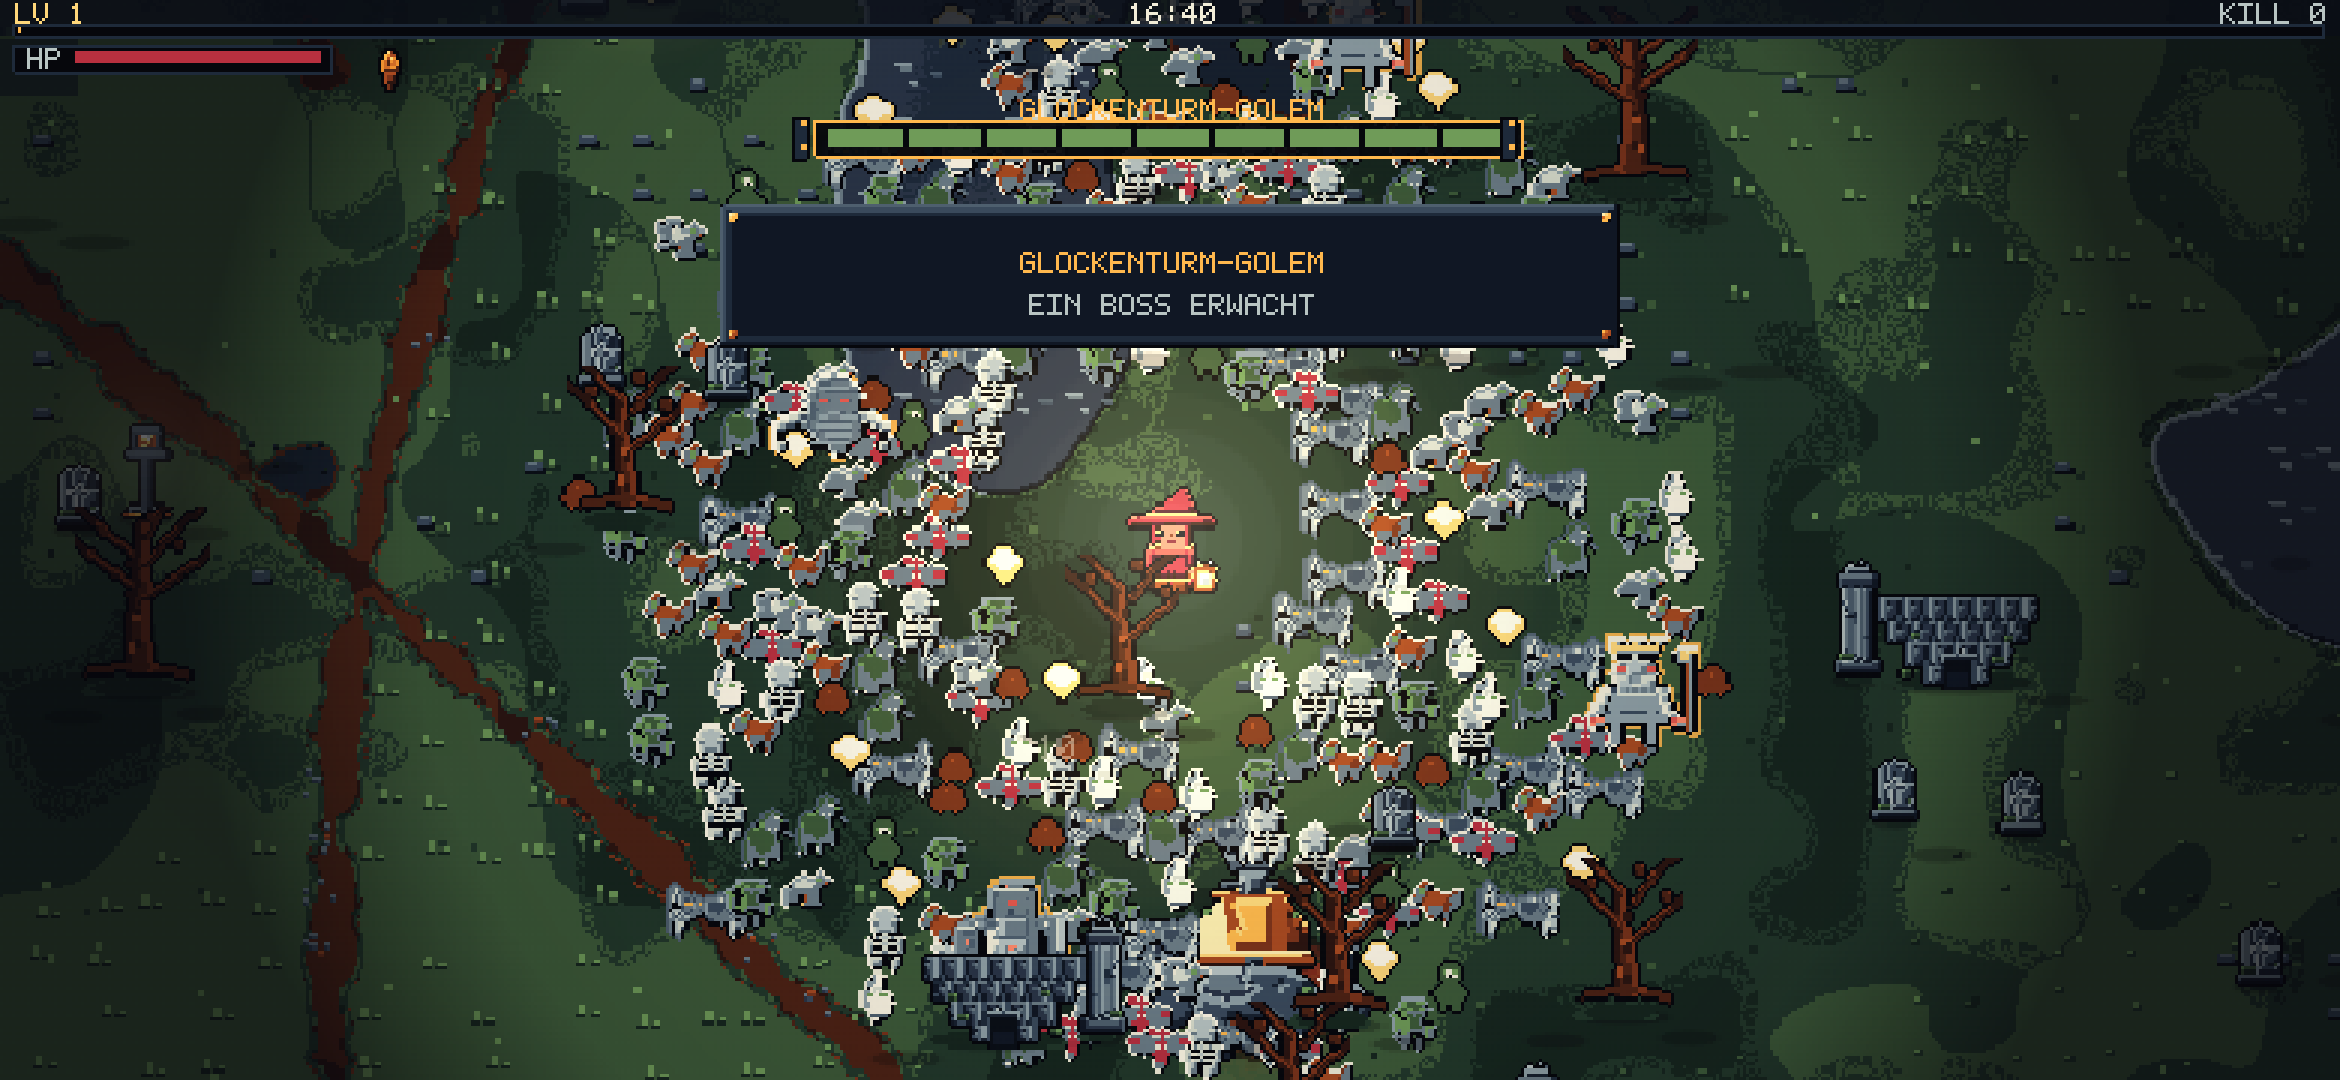 LV 1
16:40
KILL 0
HP
GLOCKENTURM-GOLEM
GLOCKENTURM-GOLEM
EIN BOSS ERWACHT